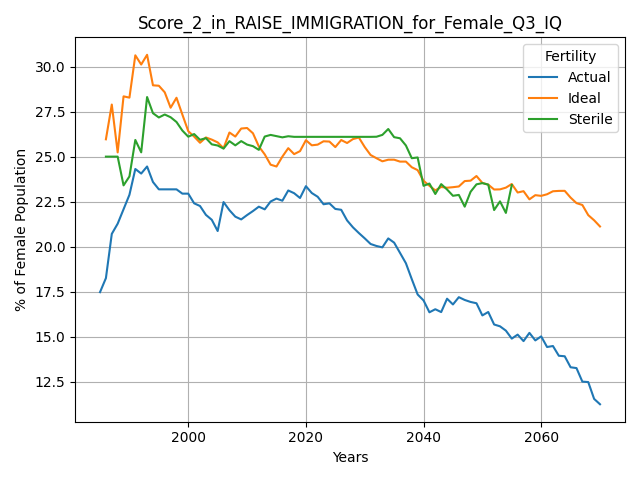 Score_2_in_RAISE_IMMIGRATION_for_Female_Q3_IQ
Fertility
Actual
Ideal
Sterile
% of Female Population
30.0
27.5
25.0
22.5
20.0
17.5
15.0
12.5
2000
2020
2040
2060
Years